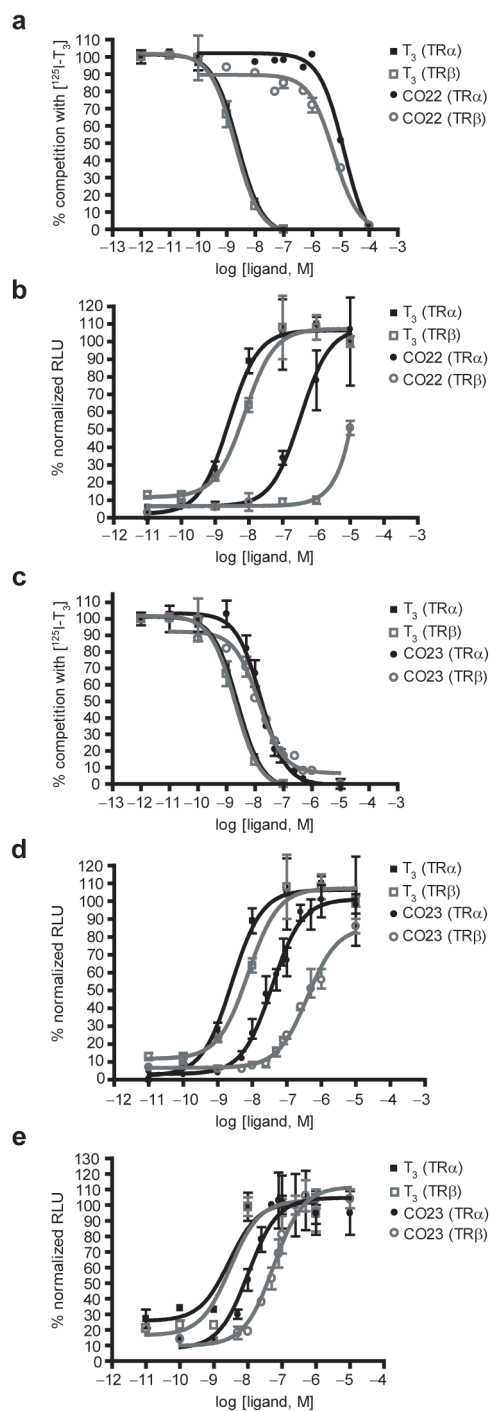 a
% competition with [¹²⁵I-T₃]
110
100
90
80
70
60
50
40
30
20
10
0
−13 −12 −11 −10 −9 −8 −7 −6 −5 −4 −3
log [ligand, M]
T₃ (TRα)
T₃ (TRβ)
CO22 (TRα)
CO22 (TRβ)
b
% normalized RLU
120
110
100
90
80
70
60
50
40
30
20
10
0
−12 −11 −10 −9 −8 −7 −6 −5 −4 −3
log [ligand, M]
T₃ (TRα)
T₃ (TRβ)
CO22 (TRα)
CO22 (TRβ)
c
% competition with [¹²⁵I-T₃]
110
100
90
80
70
60
50
40
30
20
10
0
−13 −12 −11 −10 −9 −8 −7 −6 −5 −4 −3
log [ligand, M]
T₃ (TRα)
T₃ (TRβ)
CO23 (TRα)
CO23 (TRβ)
d
% normalized RLU
120
110
100
90
80
70
60
50
40
30
20
10
0
−12 −11 −10 −9 −8 −7 −6 −5 −4 −3
log [ligand, M]
T₃ (TRα)
T₃ (TRβ)
CO23 (TRα)
CO23 (TRβ)
e
% normalized RLU
130
120
110
100
90
80
70
60
50
40
30
20
10
0
−12 −11 −10 −9 −8 −7 −6 −5 −4
log [ligand, M]
T₃ (TRα)
T₃ (TRβ)
CO23 (TRα)
CO23 (TRβ)